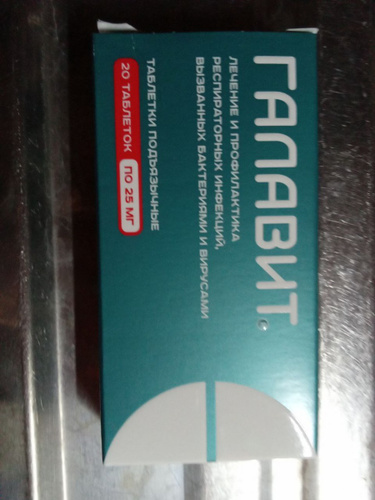 ГАЛАВИТ®
ЛЕЧЕНИЕ И ПРОФИЛАКТИКА
РЕСПИРАТОРНЫХ ИНФЕКЦИЙ,
ВЫЗВАННЫХ БАКТЕРИЯМИ И ВИРУСАМИ
ТАБЛЕТКИ ПОДЪЯЗЫЧНЫЕ
20 ТАБЛЕТОК ПО 25 МГ